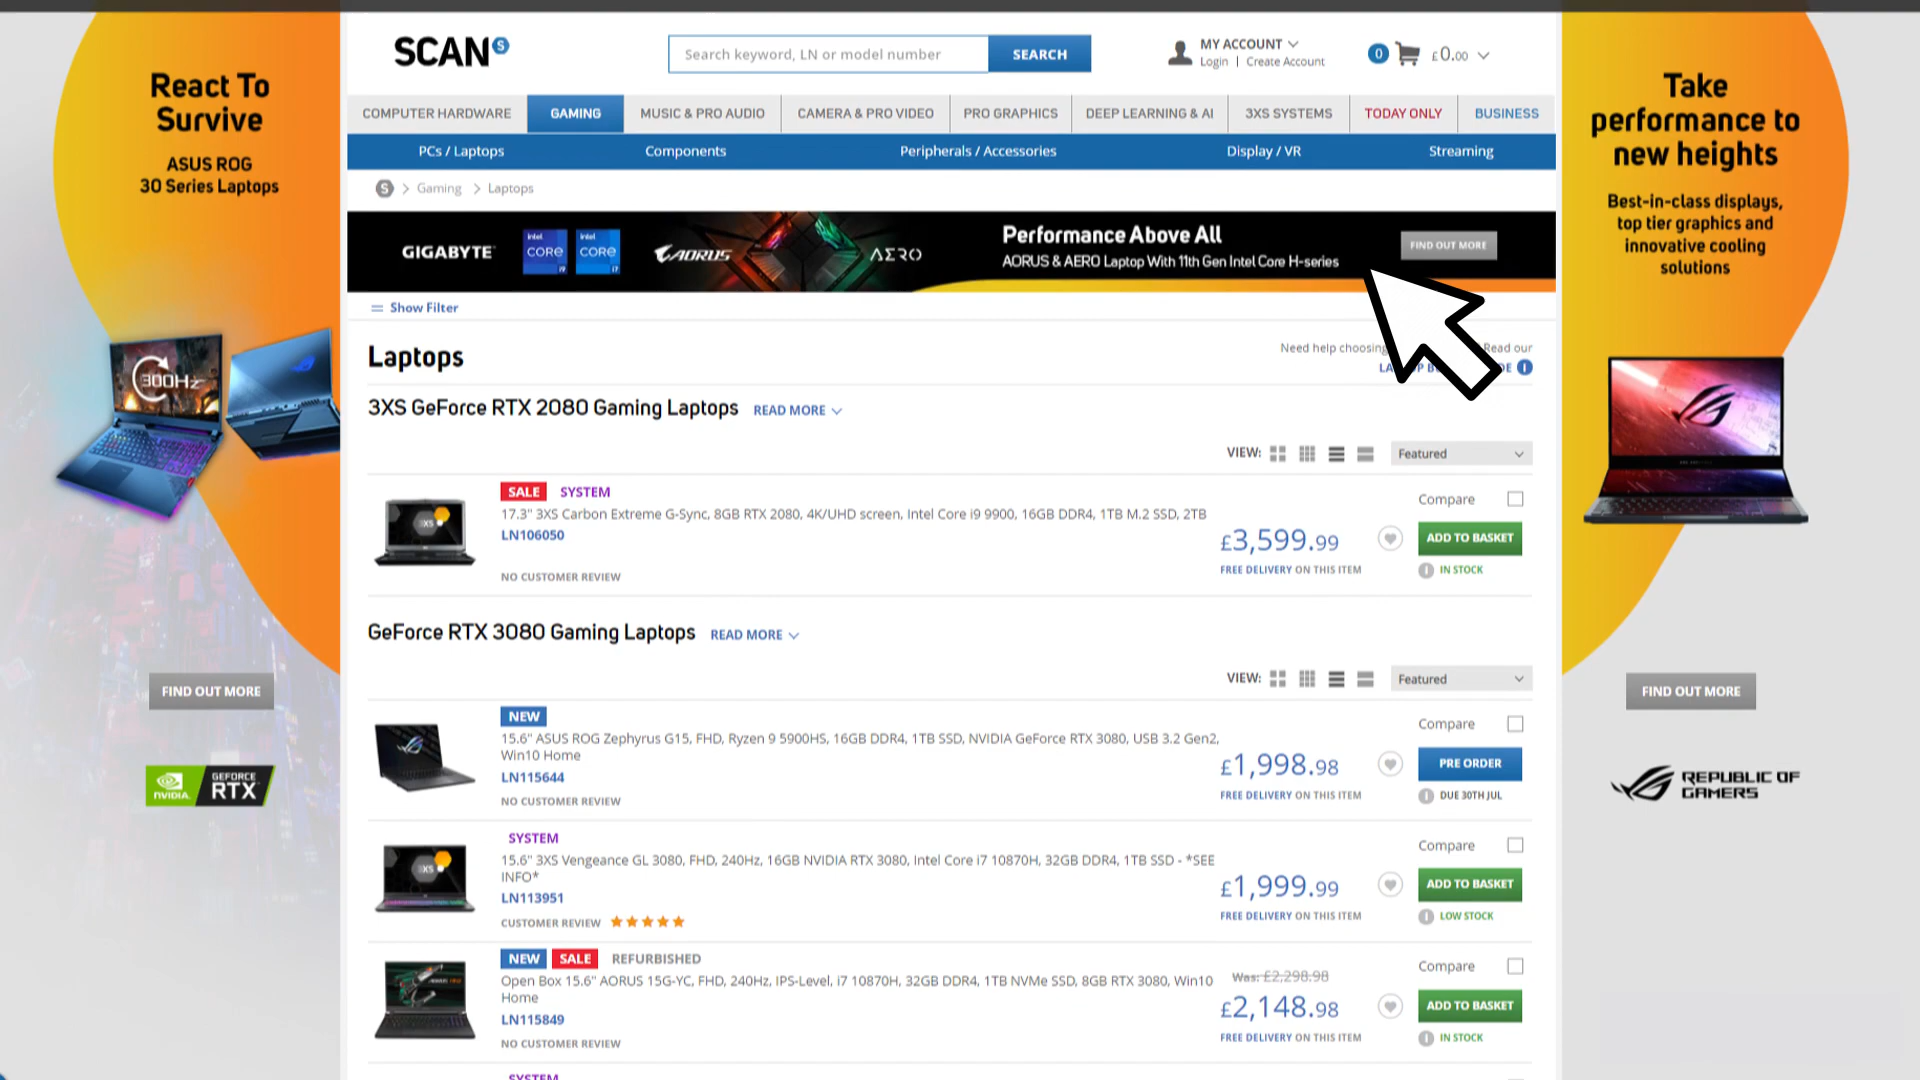 React To
Survive
ASUS ROG
30 Series Laptops
300Hz
FIND OUT MORE
NVIDIA.
GEFORCE
RTX
SCAN S
Search keyword, LN or model number
SEARCH
MY ACCOUNT
Login | Create Account
0
£0.00
COMPUTER HARDWARE
GAMING
MUSIC & PRO AUDIO
CAMERA & PRO VIDEO
PRO GRAPHICS
DEEP LEARNING & AI
3XS SYSTEMS
TODAY ONLY
BUSINESS
PCs / Laptops
Components
Peripherals / Accessories
Display / VR
Streaming
S > Gaming > Laptops
GIGABYTE
intel CORE i9
intel CORE i7
AORUS
AERO
Performance Above All
AORUS & AERO Laptop With 11th Gen Intel Core H-series
FIND OUT MORE
Show Filter
Laptops
Need help choosing
Read our
3XS GeForce RTX 2080 Gaming Laptops READ MORE
VIEW:
Featured
SALE SYSTEM
17.3" 3XS Carbon Extreme G-Sync, 8GB RTX 2080, 4K/UHD screen, Intel Core i9 9900, 16GB DDR4, 1TB M.2 SSD, 2TB
LN106050
NO CUSTOMER REVIEW
£3,599.99
FREE DELIVERY ON THIS ITEM
Compare
ADD TO BASKET
IN STOCK
3XS
GeForce RTX 3080 Gaming Laptops READ MORE
VIEW:
Featured
NEW
15.6" ASUS ROG Zephyrus G15, FHD, Ryzen 9 5900HS, 16GB DDR4, 1TB SSD, NVIDIA GeForce RTX 3080, USB 3.2 Gen2,
Win10 Home
LN115644
NO CUSTOMER REVIEW
£1,998.98
FREE DELIVERY ON THIS ITEM
Compare
PRE ORDER
DUE 30TH JUL
SYSTEM
15.6" 3XS Vengeance GL 3080, FHD, 240Hz, 16GB NVIDIA RTX 3080, Intel Core i7 10870H, 32GB DDR4, 1TB SSD - *SEE
INFO*
LN113951
CUSTOMER REVIEW
£1,999.99
FREE DELIVERY ON THIS ITEM
Compare
ADD TO BASKET
LOW STOCK
3XS
NEW SALE REFURBISHED
Open Box 15.6" AORUS 15G-YC, FHD, 240Hz, IPS-Level, i7 10870H, 32GB DDR4, 1TB NVMe SSD, 8GB RTX 3080, Win10
Home
LN115849
NO CUSTOMER REVIEW
Was: £2,298.98
£2,148.98
FREE DELIVERY ON THIS ITEM
Compare
ADD TO BASKET
IN STOCK
SYSTEM
Take
performance to
new heights
Best-in-class displays,
top tier graphics and
innovative cooling
solutions
FIND OUT MORE
REPUBLIC OF
GAMERS